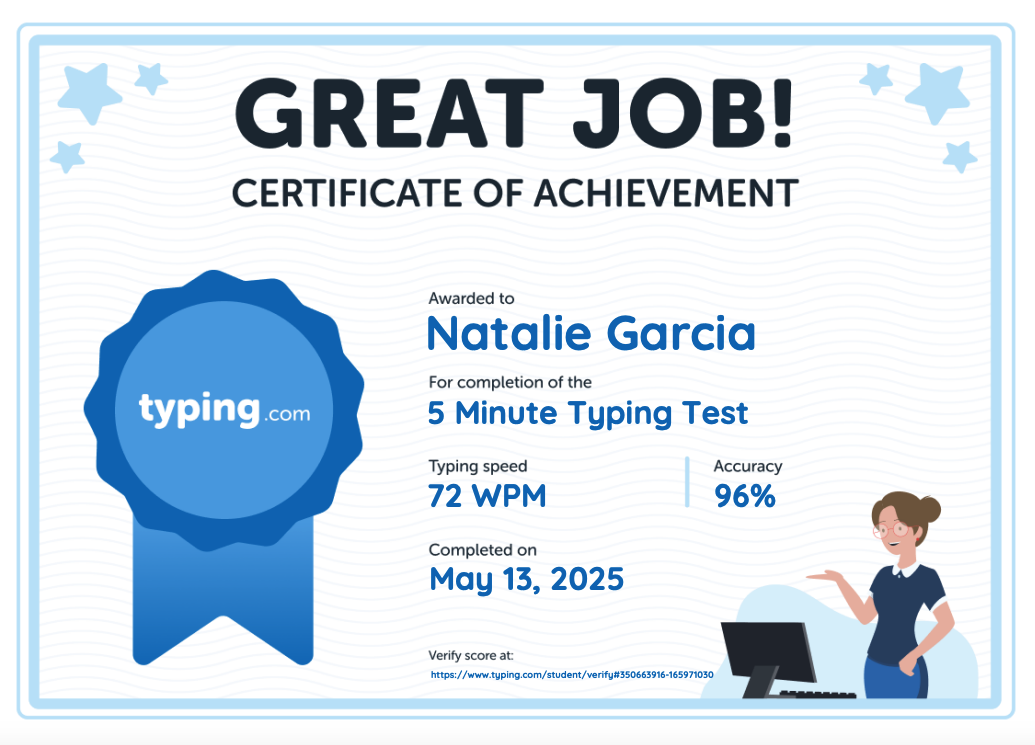 GREAT JOB!
CERTIFICATE OF ACHIEVEMENT
typing.com
Awarded to
Natalie Garcia
For completion of the
5 Minute Typing Test
Typing speed
72 WPM
Accuracy
96%
Completed on
May 13, 2025
Verify score at:
https://www.typing.com/student/verify#350663916-165971030